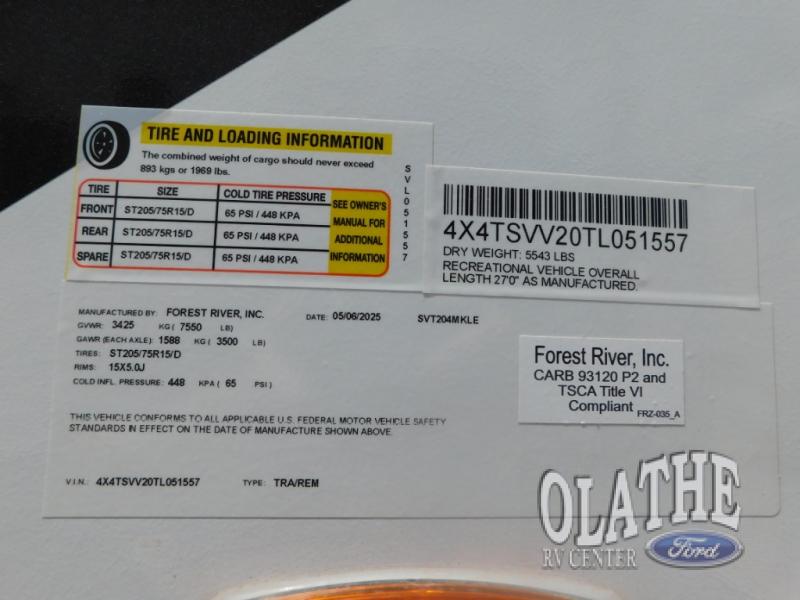 TIRE AND LOADING INFORMATION
The combined weight of cargo should never exceed
893 kgs or 1969 lbs.
TIRE SIZE COLD TIRE PRESSURE SEE OWNER'S MANUAL FOR ADDITIONAL INFORMATION
FRONT ST205/75R15/D 65 PSI / 448 KPA
REAR ST205/75R15/D 65 PSI / 448 KPA
SPARE ST205/75R15/D 65 PSI / 448 KPA
SVL051557
4X4TSVV20TL051557
DRY WEIGHT: 5543 LBS
RECREATIONAL VEHICLE OVERALL
LENGTH 27'0" AS MANUFACTURED.
MANUFACTURED BY: FOREST RIVER, INC. DATE: 05/06/2025 SVT204MKLE
GVWR: 3425 KG ( 7550 LB)
GAWR (EACH AXLE): 1588 KG ( 3500 LB)
TIRES: ST205/75R15/D
RIMS: 15X5.0J
COLD INFL. PRESSURE: 448 KPA ( 65 PSI )
THIS VEHICLE CONFORMS TO ALL APPLICABLE U.S. FEDERAL MOTOR VEHICLE SAFETY
STANDARDS IN EFFECT ON THE DATE OF MANUFACTURE SHOWN ABOVE.
V.I.N.: 4X4TSVV20TL051557 TYPE: TRA/REM
Forest River, Inc.
CARB 93120 P2 and
TSCA Title VI
Compliant FRZ-035_A
OLATHE
RV CENTER Ford